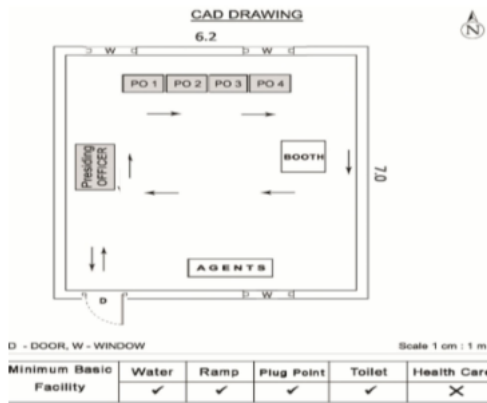 CAD DRAWING
N
6.2
W W
PO 1 PO 2 PO 3 PO 4
Presiding
OFFICER
BOOTH
7.0
AGENTS
D W
D - DOOR, W - WINDOW
Scale 1 cm : 1 m
Minimum Basic
Facility
Water Ramp Plug Point Toilet Health Care
✓ ✓ ✓ ✓ ✗